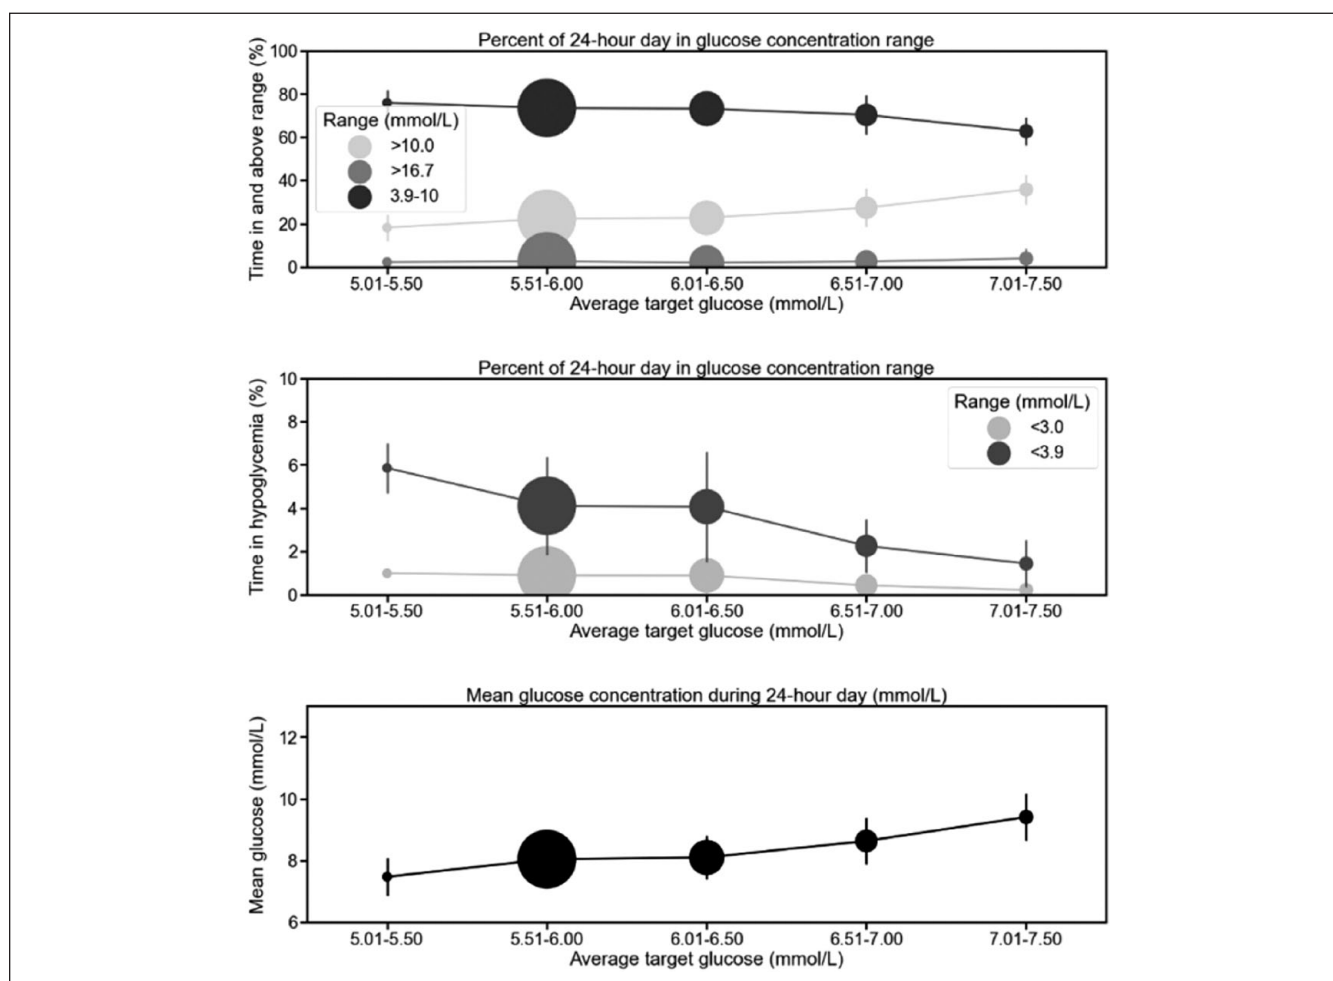 Percent of 24-hour day in glucose concentration range
Time in and above range (%)
100
80
60
40
20
0
Range (mmol/L)
>10.0
>16.7
3.9-10
5.01-5.50 5.51-6.00 6.01-6.50 6.51-7.00 7.01-7.50
Average target glucose (mmol/L)
Percent of 24-hour day in glucose concentration range
Time in hypoglycemia (%)
10
8
6
4
2
0
Range (mmol/L)
<3.0
<3.9
5.01-5.50 5.51-6.00 6.01-6.50 6.51-7.00 7.01-7.50
Average target glucose (mmol/L)
Mean glucose concentration during 24-hour day (mmol/L)
Mean glucose (mmol/L)
12
10
8
6
5.01-5.50 5.51-6.00 6.01-6.50 6.51-7.00 7.01-7.50
Average target glucose (mmol/L)